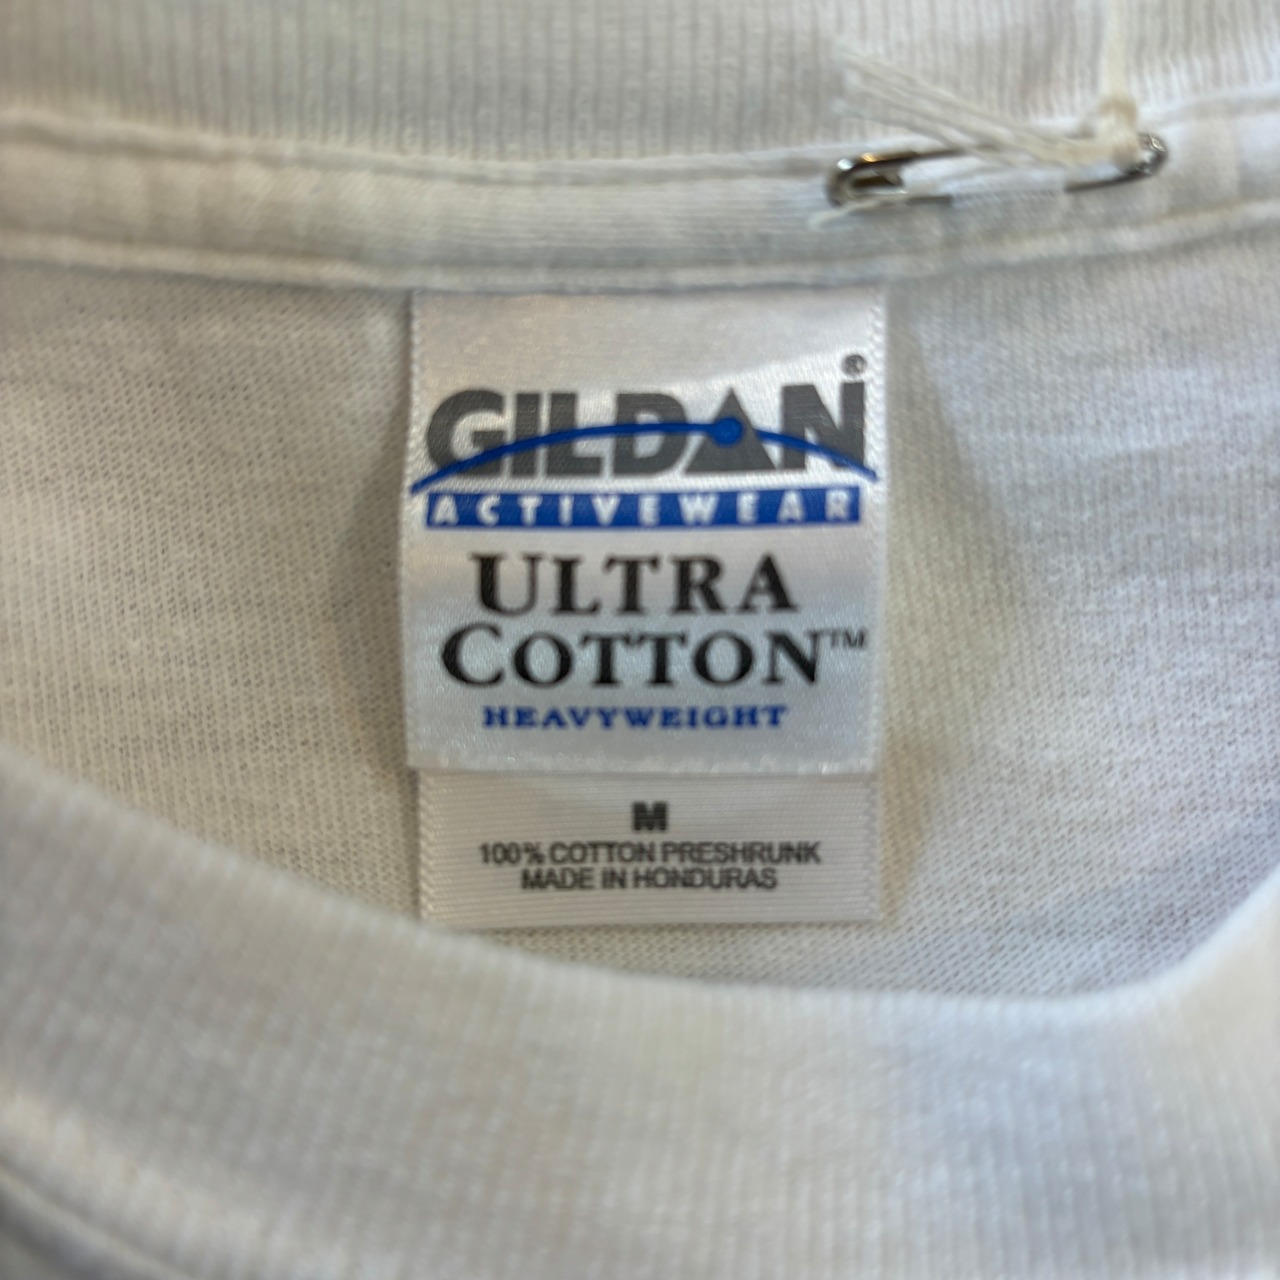 GILDAN®
ACTIVEWEAR
ULTRA
COTTON™
HEAVYWEIGHT
M
100% COTTON PRESHRUNK
MADE IN HONDURAS